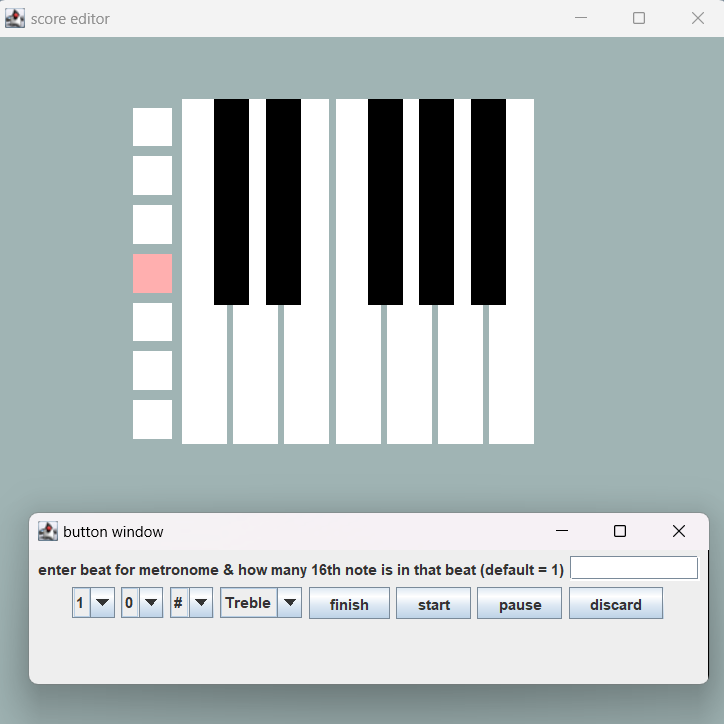 score editor
button window
enter beat for metronome & how many 16th note is in that beat (default = 1)
1 0 # Treble finish start pause discard